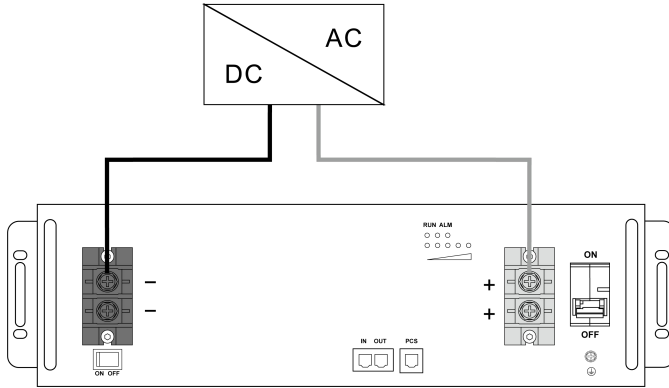 AC
DC
RUN ALM
ON
−
+
−
+
OFF
IN OUT PCS
ON OFF